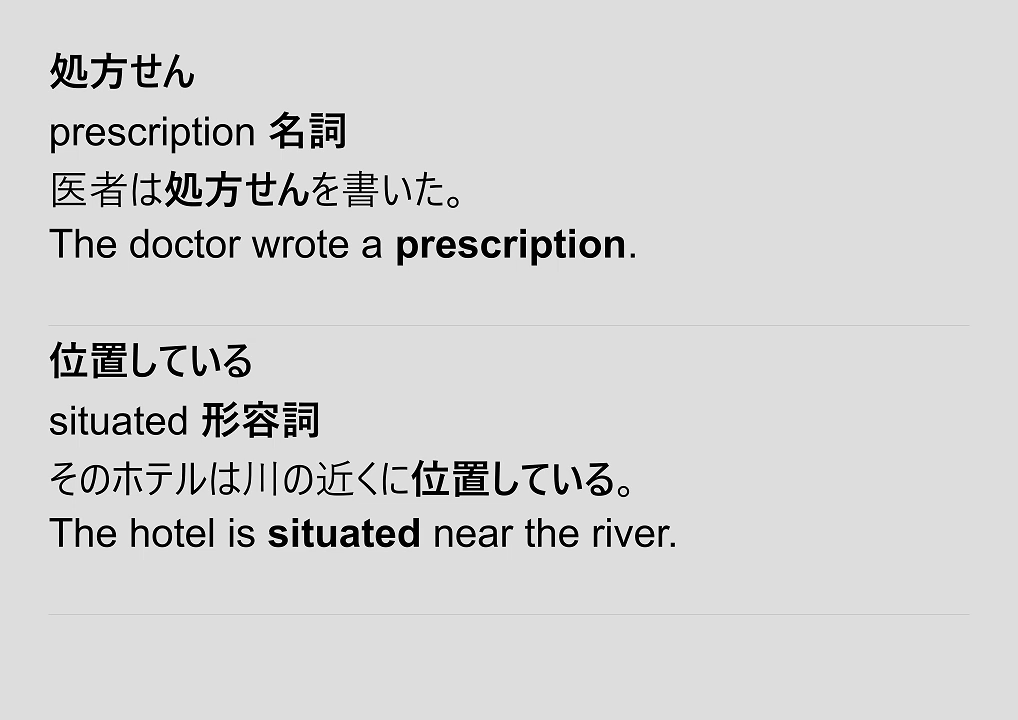 処方せん
prescription 名詞
医者は処方せんを書いた。
The doctor wrote a prescription.
位置している
situated 形容詞
そのホテルは川の近くに位置している。
The hotel is situated near the river.